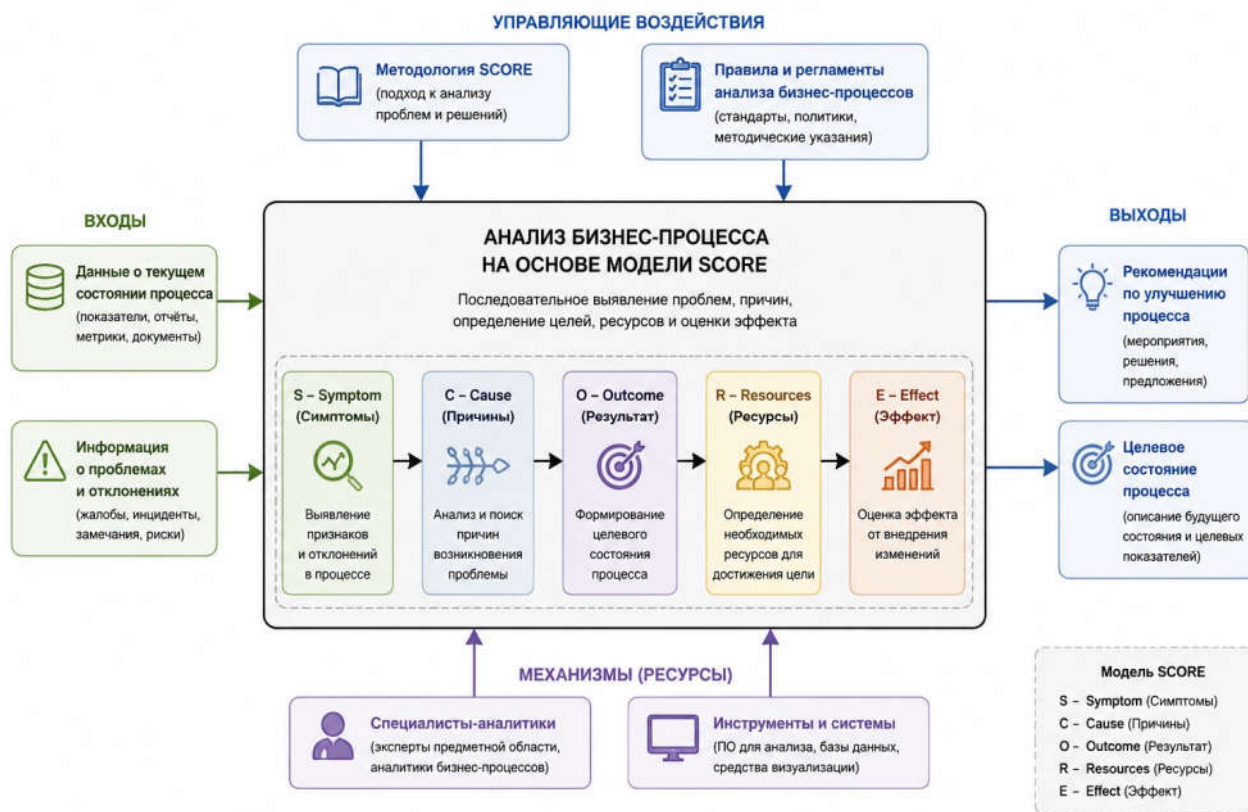 УПРАВЛЯЮЩИЕ ВОЗДЕЙСТВИЯ
Методология SCORE
(подход к анализу
проблем и решений)
Правила и регламенты
анализа бизнес-процессов
(стандарты, политики,
методические указания)
ВХОДЫ
Данные о текущем
состоянии процесса
(показатели, отчёты,
метрики, документы)
Информация
о проблемах
и отклонениях
(жалобы, инциденты,
замечания, риски)
АНАЛИЗ БИЗНЕС-ПРОЦЕССА
НА ОСНОВЕ МОДЕЛИ SCORE
Последовательное выявление проблем, причин,
определение целей, ресурсов и оценки эффекта
S – Symptom
(Симптомы)
Выявление
признаков
и отклонений
в процессе
C – Cause
(Причины)
Анализ и поиск
причин
возникновения
проблемы
O – Outcome
(Результат)
Формирование
целевого
состояния
процесса
R – Resources
(Ресурсы)
Определение
необходимых
ресурсов для
достижения цели
E – Effect
(Эффект)
Оценка эффекта
от внедрения
изменений
ВЫХОДЫ
Рекомендации
по улучшению
процесса
(мероприятия,
решения,
предложения)
Целевое
состояние
процесса
(описание будущего
состояния и целевых
показателей)
МЕХАНИЗМЫ (РЕСУРСЫ)
Специалисты-аналитики
(эксперты предметной области,
аналитики бизнес-процессов)
Инструменты и системы
(ПО для анализа, базы данных,
средства визуализации)
Модель SCORE
S – Symptom (Симптомы)
C – Cause (Причины)
O – Outcome (Результат)
R – Resources (Ресурсы)
E – Effect (Эффект)